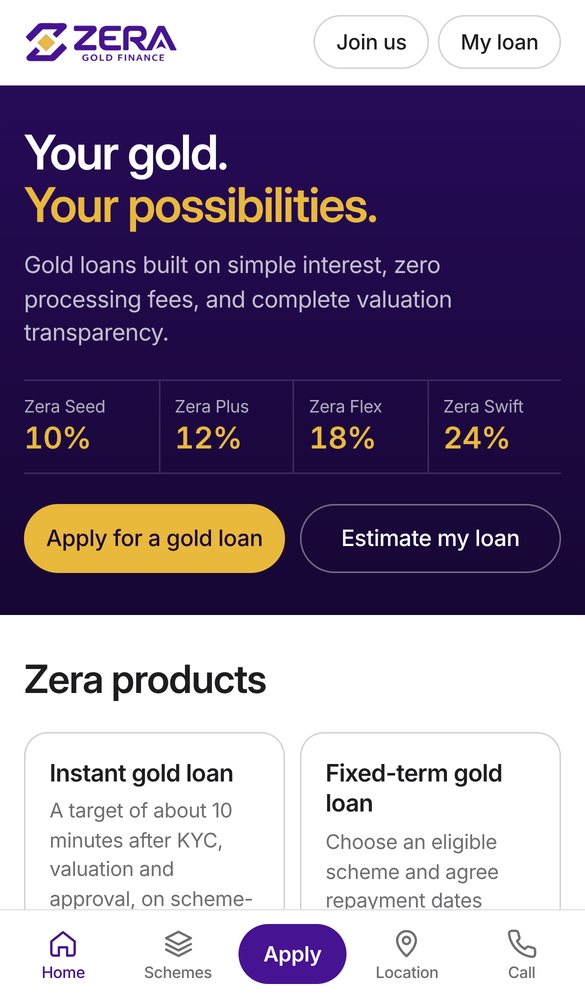 ZERA
GOLD FINANCE
Join us
My loan
Your gold.
Your possibilities.
Gold loans built on simple interest, zero
processing fees, and complete valuation
transparency.
Zera Seed
10%
Zera Plus
12%
Zera Flex
18%
Zera Swift
24%
Apply for a gold loan
Estimate my loan
Zera products
Instant gold loan
A target of about 10
minutes after KYC,
valuation and
approval, on scheme-
Fixed-term gold
loan
Choose an eligible
scheme and agree
repayment dates
Home
Schemes
Apply
Location
Call